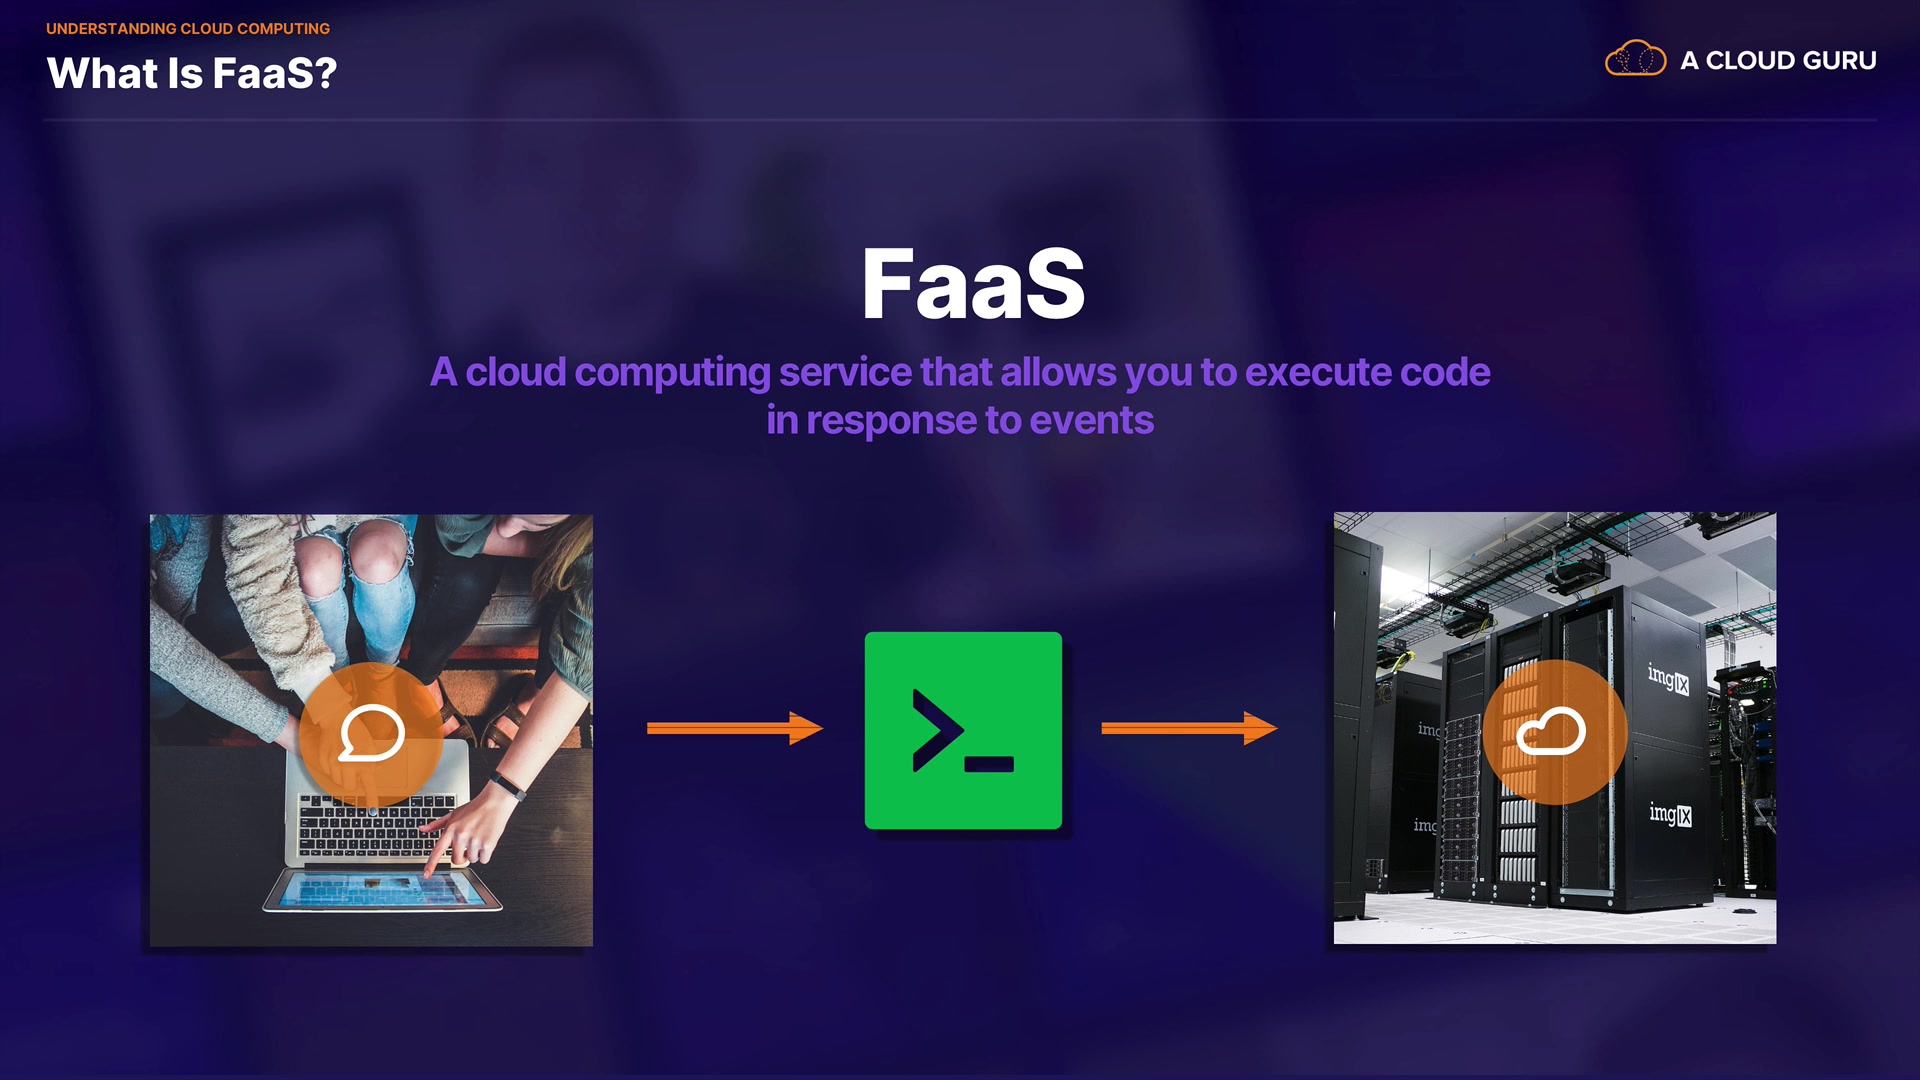 UNDERSTANDING CLOUD COMPUTING
What Is FaaS?
A CLOUD GURU
FaaS
A cloud computing service that allows you to execute code
in response to events
imgIX
imgIX
img
img